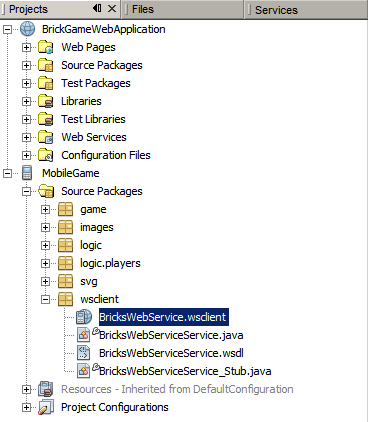 Projects
Files
Services
BrickGameWebApplication
Web Pages
Source Packages
Test Packages
Libraries
Test Libraries
Web Services
Configuration Files
MobileGame
Source Packages
game
images
logic
logic.players
svg
wsclient
BricksWebService.wsclient
BricksWebServiceService.java
BricksWebServiceService.wsdl
BricksWebServiceService_Stub.java
Resources - Inherited from DefaultConfiguration
Project Configurations